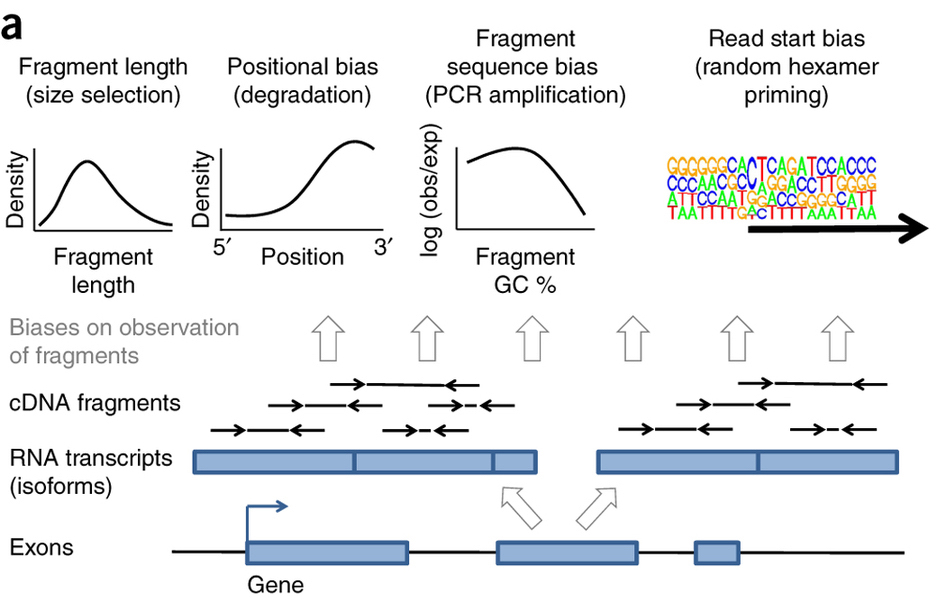 a
Fragment length
(size selection)
Positional bias
(degradation)
Fragment
sequence bias
(PCR amplification)
Read start bias
(random hexamer
priming)
Density
Fragment
length
Density
5′
Position
3′
log (obs/exp)
Fragment
GC %
GGGGGGCACTCAGATCCACCC
CCCAACGCCAGGACCTTGGGG
ATTCCAATGGACCGGGGCATT
TAATTTTGACTTTTAAATTAA
Biases on observation
of fragments
cDNA fragments
RNA transcripts
(isoforms)
Exons
Gene